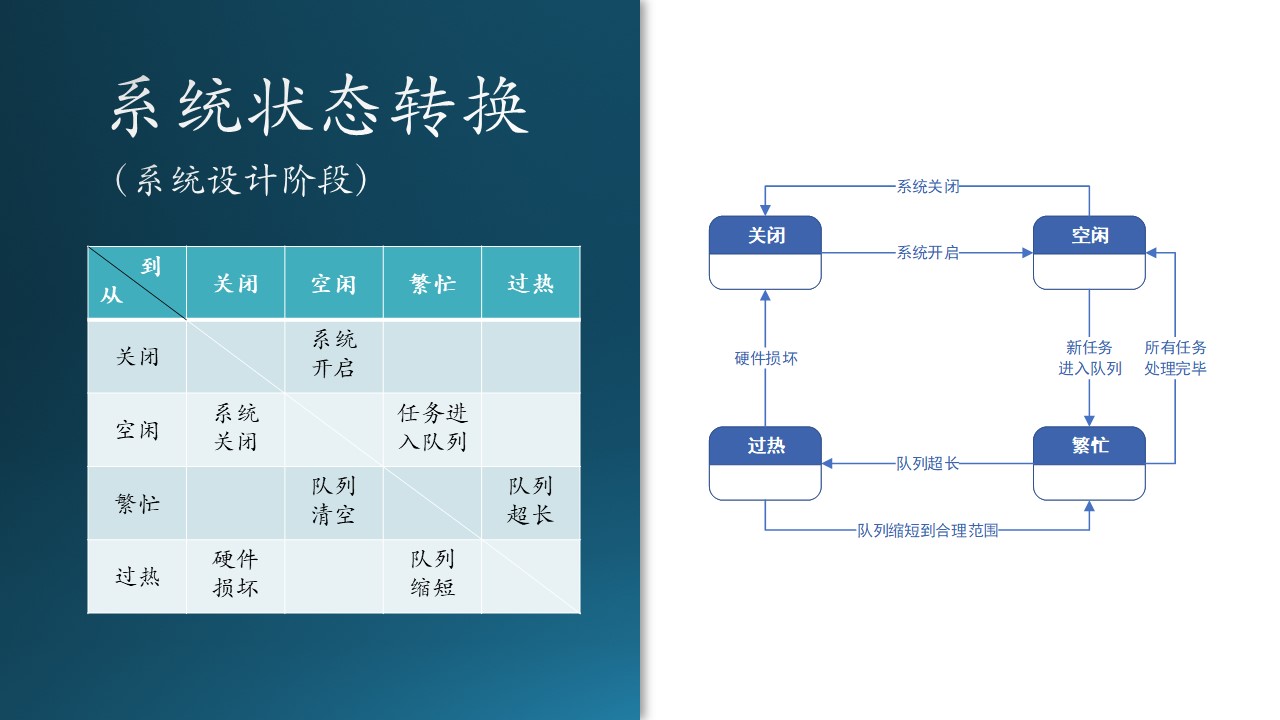 系统状态转换
（系统设计阶段）
到
从
关闭
空闲
繁忙
过热
关闭
系统
开启
空闲
系统
关闭
任务进
入队列
繁忙
队列
清空
队列
超长
过热
硬件
损坏
队列
缩短
系统关闭
关闭
空闲
系统开启
硬件损坏
新任务
进入队列
所有任务
处理完毕
过热
繁忙
队列超长
队列缩短到合理范围